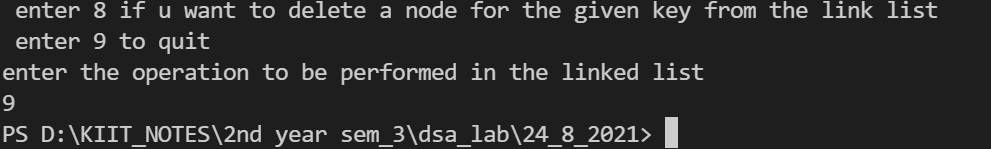 enter 8 if u want to delete a node for the given key from the link list
enter 9 to quit
enter the operation to be performed in the linked list
9
PS D:\KIIT_NOTES\2nd year sem_3\dsa_lab\24_8_2021>